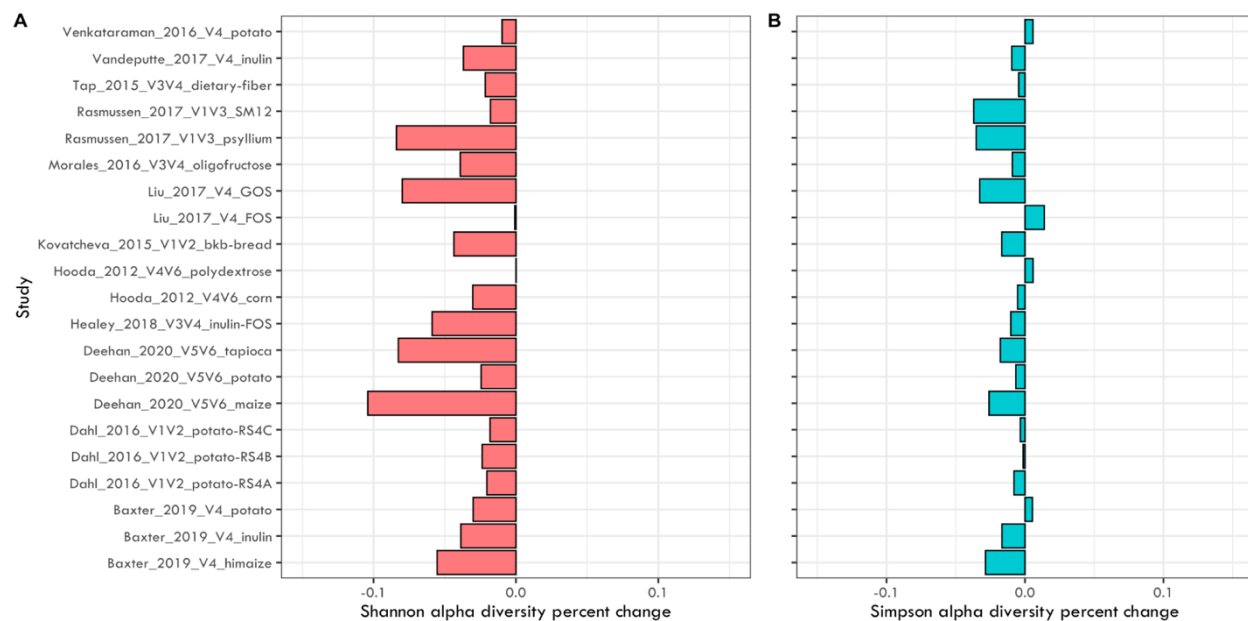 A
B
Study
Venkataraman_2016_V4_potato
Vandeputte_2017_V4_inulin
Tap_2015_V3V4_dietary-fiber
Rasmussen_2017_V1V3_SM12
Rasmussen_2017_V1V3_psyllium
Morales_2016_V3V4_oligofructose
Liu_2017_V4_GOS
Liu_2017_V4_FOS
Kovatcheva_2015_V1V2_bkb-bread
Hooda_2012_V4V6_polydextrose
Hooda_2012_V4V6_corn
Healey_2018_V3V4_inulin-FOS
Deehan_2020_V5V6_tapioca
Deehan_2020_V5V6_potato
Deehan_2020_V5V6_maize
Dahl_2016_V1V2_potato-RS4C
Dahl_2016_V1V2_potato-RS4B
Dahl_2016_V1V2_potato-RS4A
Baxter_2019_V4_potato
Baxter_2019_V4_inulin
Baxter_2019_V4_himaize
-0.1 0.0 0.1
Shannon alpha diversity percent change
-0.1 0.0 0.1
Simpson alpha diversity percent change